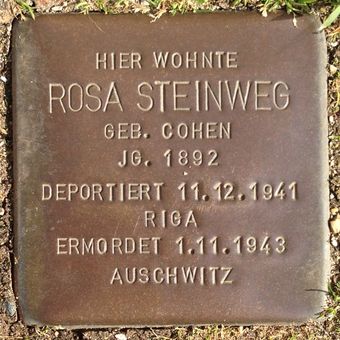 HIER WOHNTE
ROSA STEINWEG
GEB. COHEN
JG. 1892
DEPORTIERT 11.12.1941
RIGA
ERMORDET 1.11.1943
AUSCHWITZ